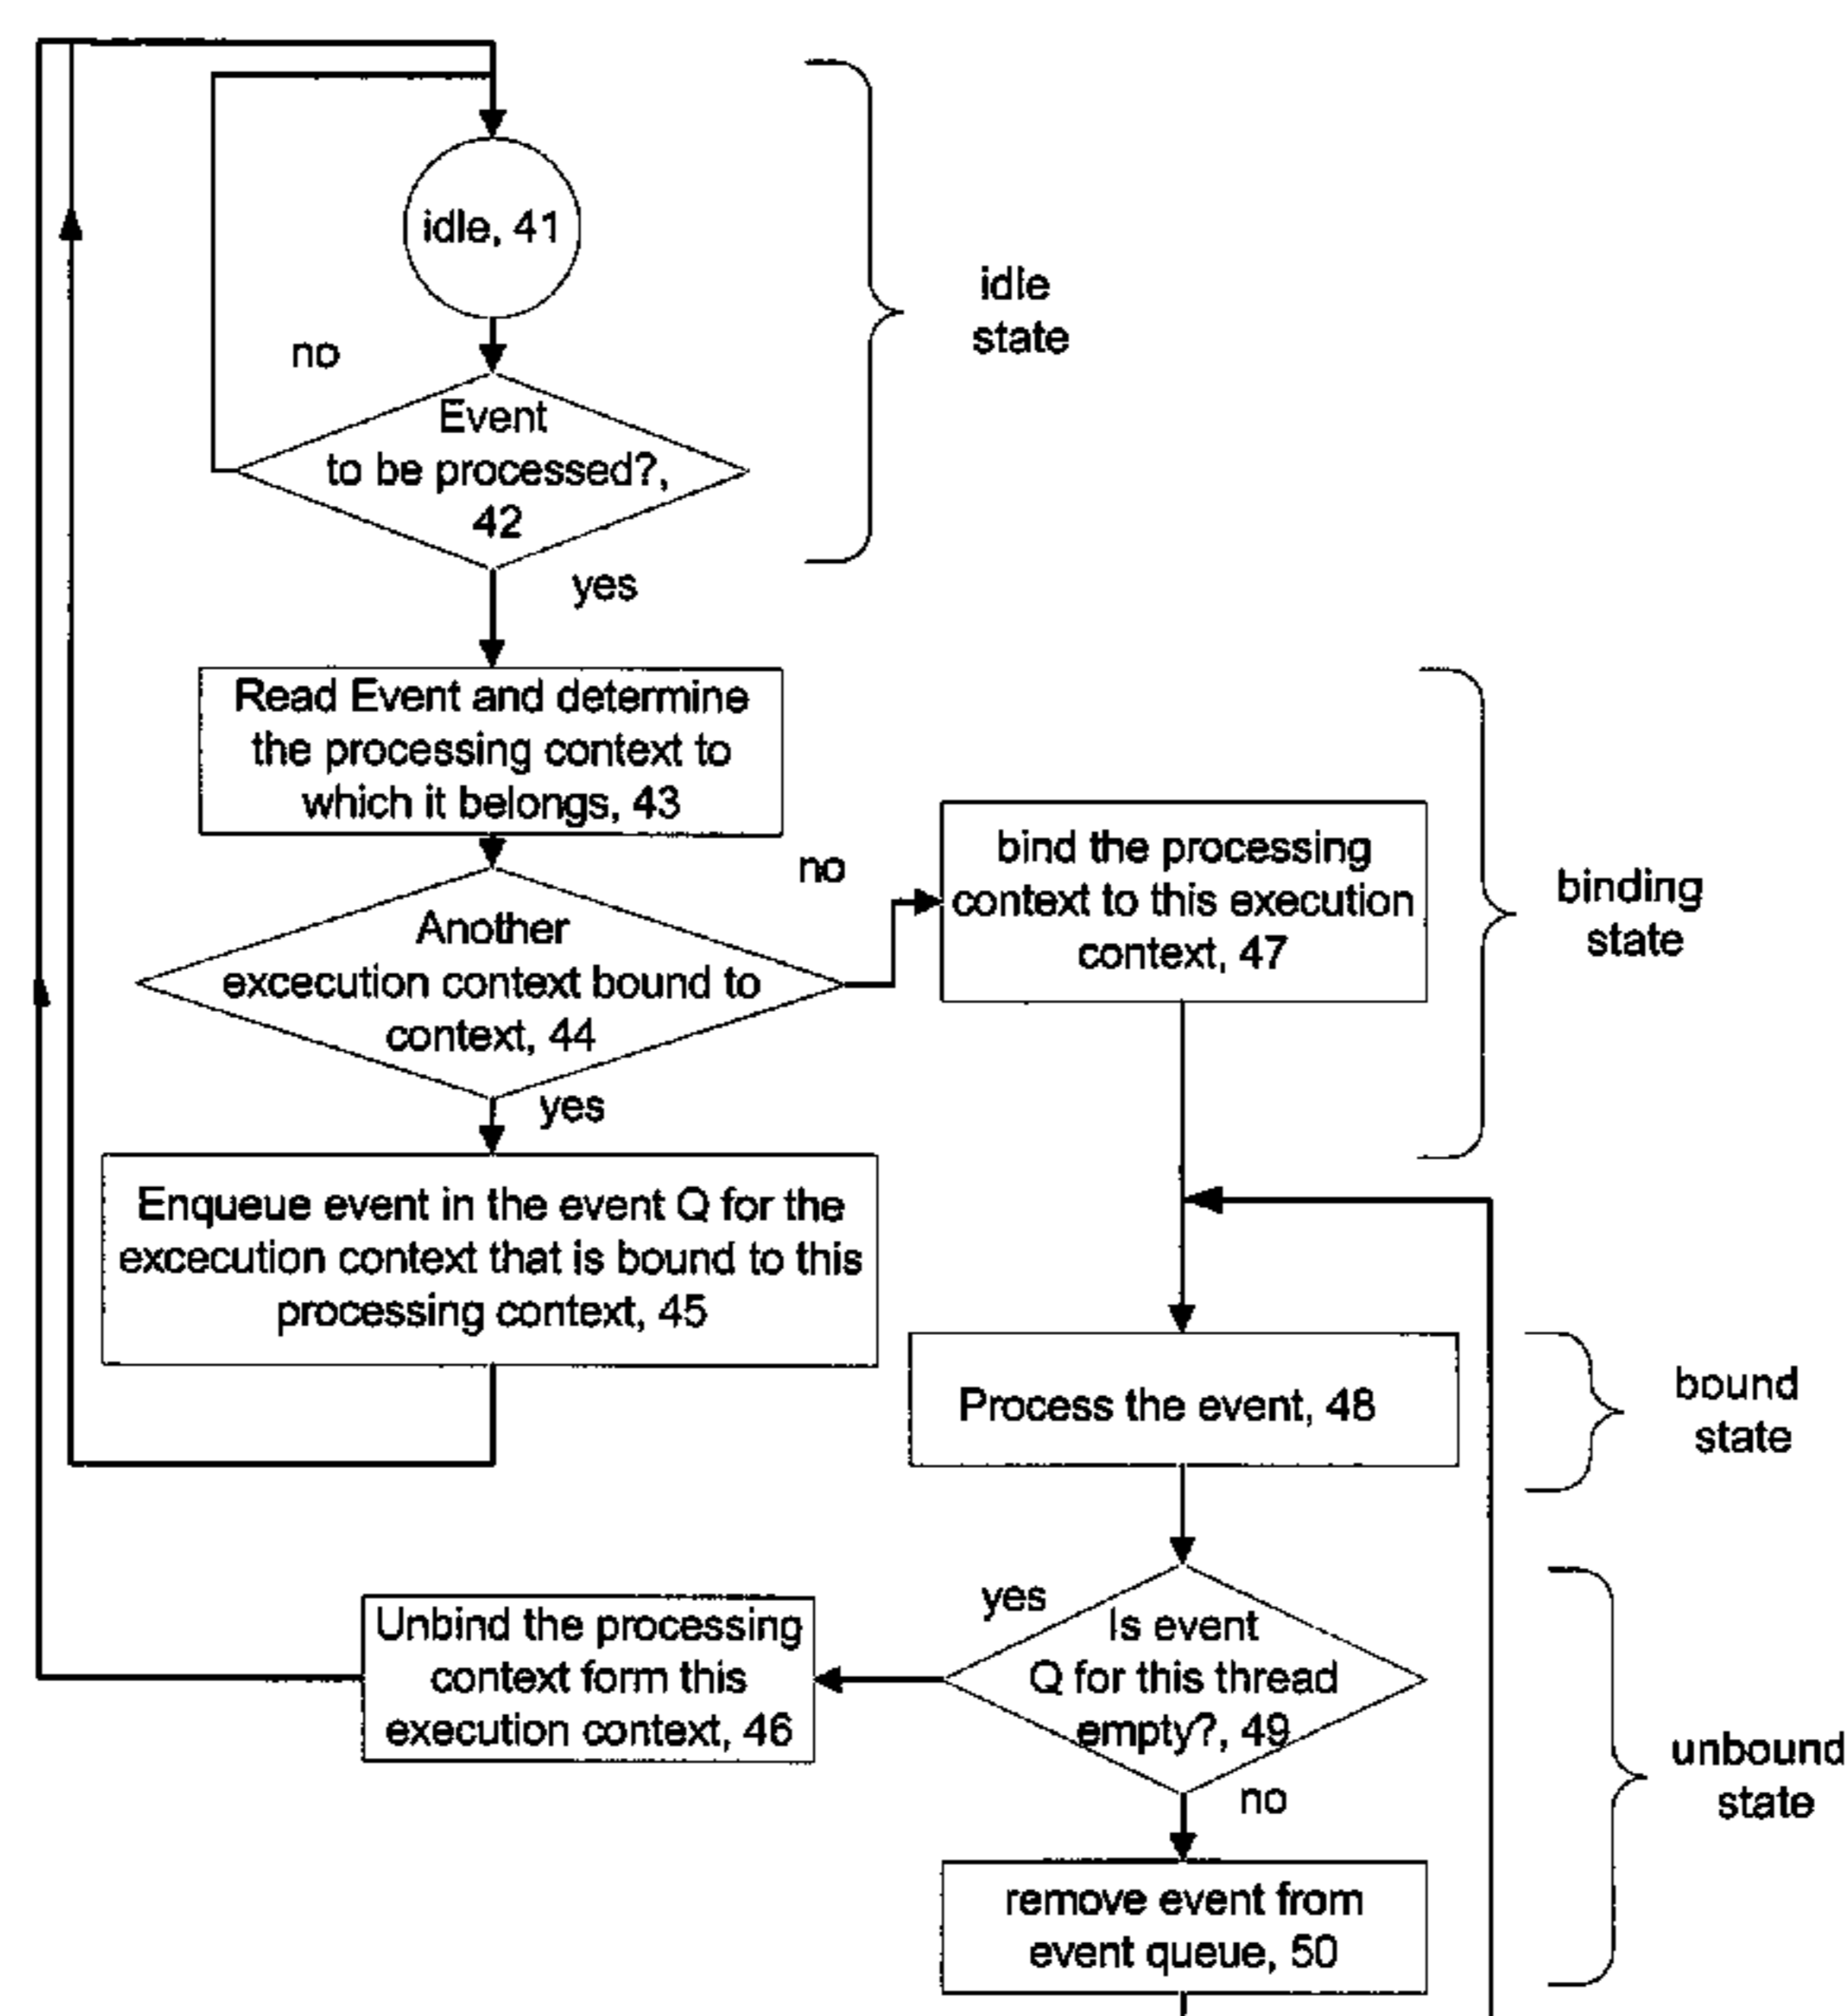 idle, 41
idle
state
no
Event
to be processed?,
42
yes
Read Event and determine
the processing context to
which it belongs, 43
no
bind the processing
context to this execution
context, 47
binding
state
Another
excecution context bound to
context, 44
yes
Enqueue event in the event Q for the
excecution context that is bound to this
processing context, 45
Process the event, 48
bound
state
yes
Is event
Q for this thread
empty?, 49
Unbind the processing
context form this
execution context, 46
no
unbound
state
remove event from
event queue, 50